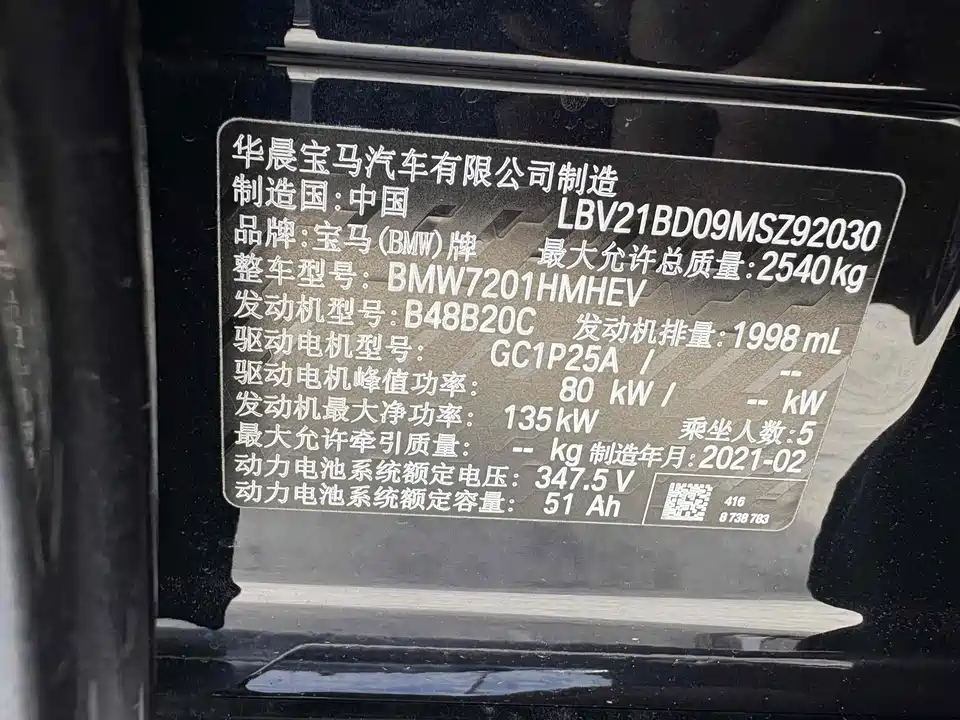 华晨宝马汽车有限公司制造
制造国:中国 LBV21BD09MSZ92030
品牌:宝马(BMW)牌 最大允许总质量:2540kg
整车型号:BMW7201HMHEV
发动机型号:B48B20C 发动机排量:1998mL
驱动电机型号: GC1P25A / --
驱动电机峰值功率: 80 kW / -- kW
发动机最大净功率: 135kW 乘坐人数:5
最大允许牵引质量: -- kg 制造年月:2021-02
动力电池系统额定电压: 347.5V
动力电池系统额定容量: 51 Ah
416
8 738 783